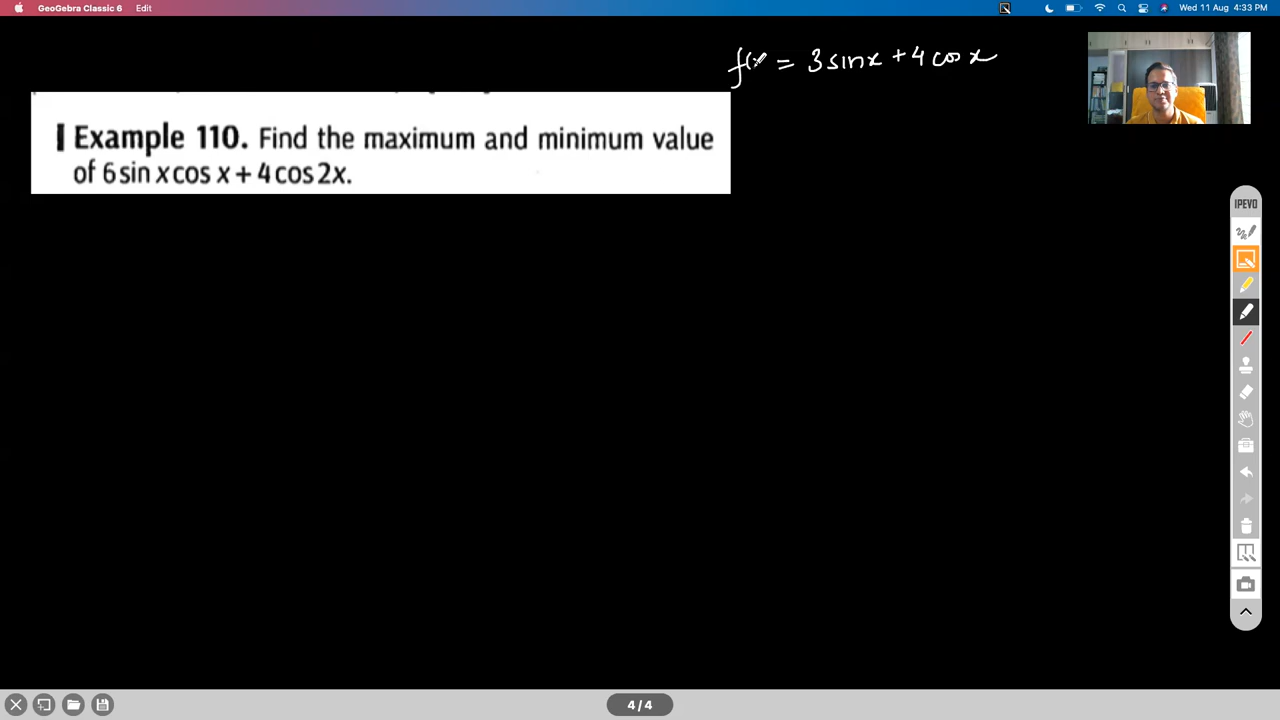 GeoGebra Classic 6 Edit Wed 11 Aug 4:33 PM
f(x = 3 sin x + 4 cos x
Example 110. Find the maximum and minimum value
of 6 sin x cos x + 4 cos 2x.
IPEVO
4 / 4